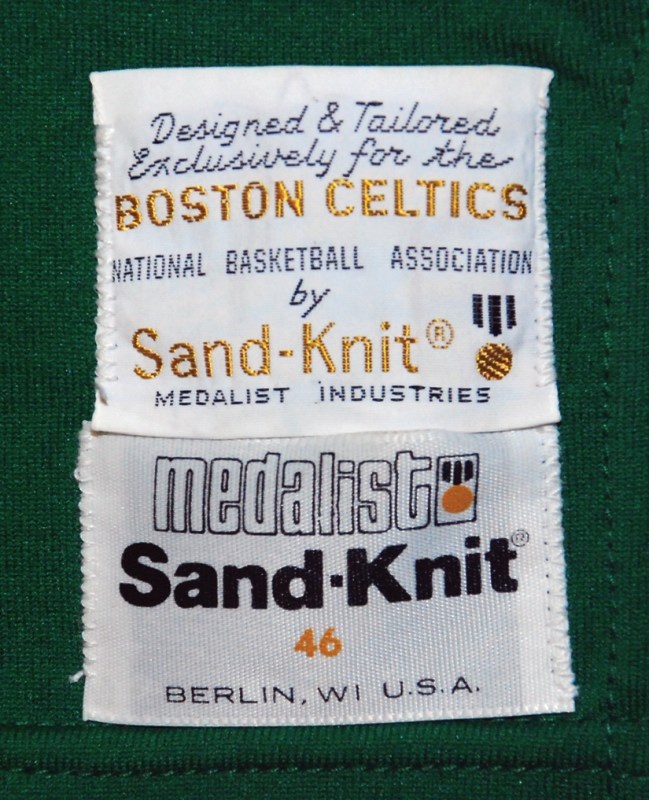 Designed & Tailored
Exclusively for the
BOSTON CELTICS
NATIONAL BASKETBALL ASSOCIATION
by
Sand-Knit®
MEDALIST INDUSTRIES
medalist
Sand-Knit®
46
BERLIN, WI U.S.A.